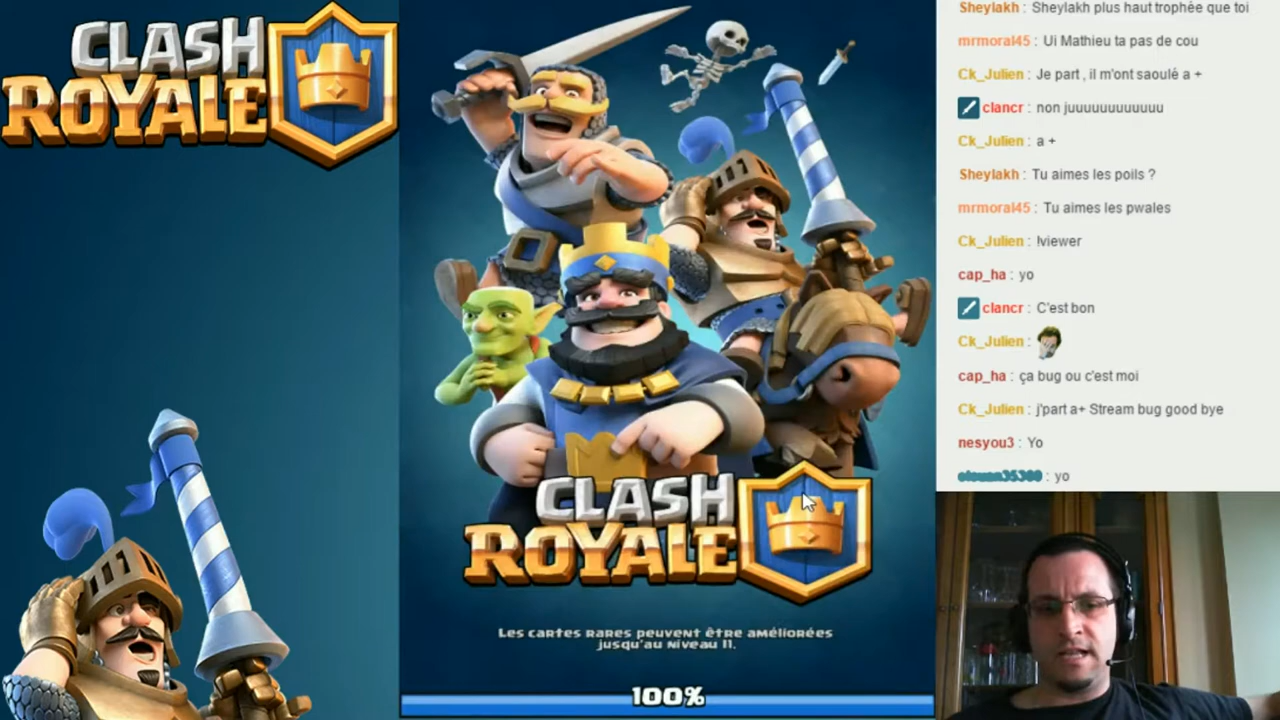 CLASH
ROYALE
CLASH
ROYALE
Les cartes rares peuvent être améliorées
jusqu'au niveau 11.
100%
Sheylakh : Sheylakh plus haut trophée que toi
mrmoral45 : Ui Mathieu ta pas de cou
Ck_Julien : Je part , il m'ont saoulé a +
clancr : non juuuuuuuuuuuu
Ck_Julien : a +
Sheylakh : Tu aimes les poils ?
mrmoral45 : Tu aimes les pwales
Ck_Julien : !viewer
cap_ha : yo
clancr : C'est bon
Ck_Julien :
cap_ha : ça bug ou c'est moi
Ck_Julien : j'part a+ Stream bug good bye
nesyou3 : Yo
: yo